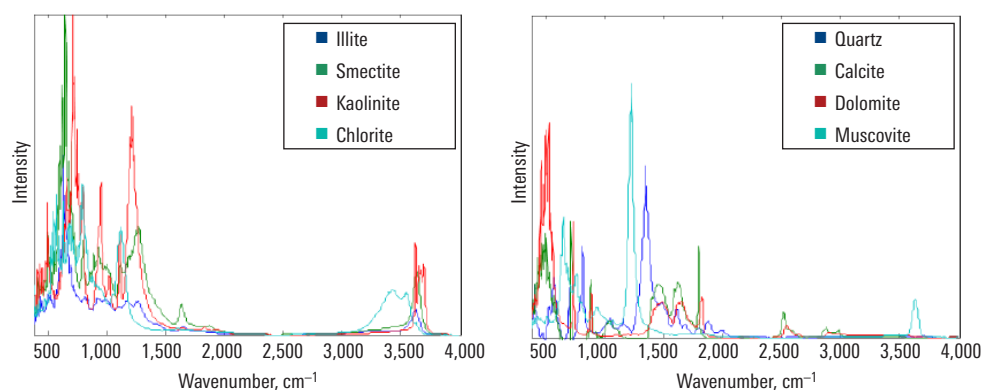 Intensity
Illite
Smectite
Kaolinite
Chlorite
500 1,000 1,500 2,000 2,500 3,000 3,500 4,000
Wavenumber, cm⁻¹
Intensity
Quartz
Calcite
Dolomite
Muscovite
500 1,000 1,500 2,000 2,500 3,000 3,500 4,000
Wavenumber, cm⁻¹